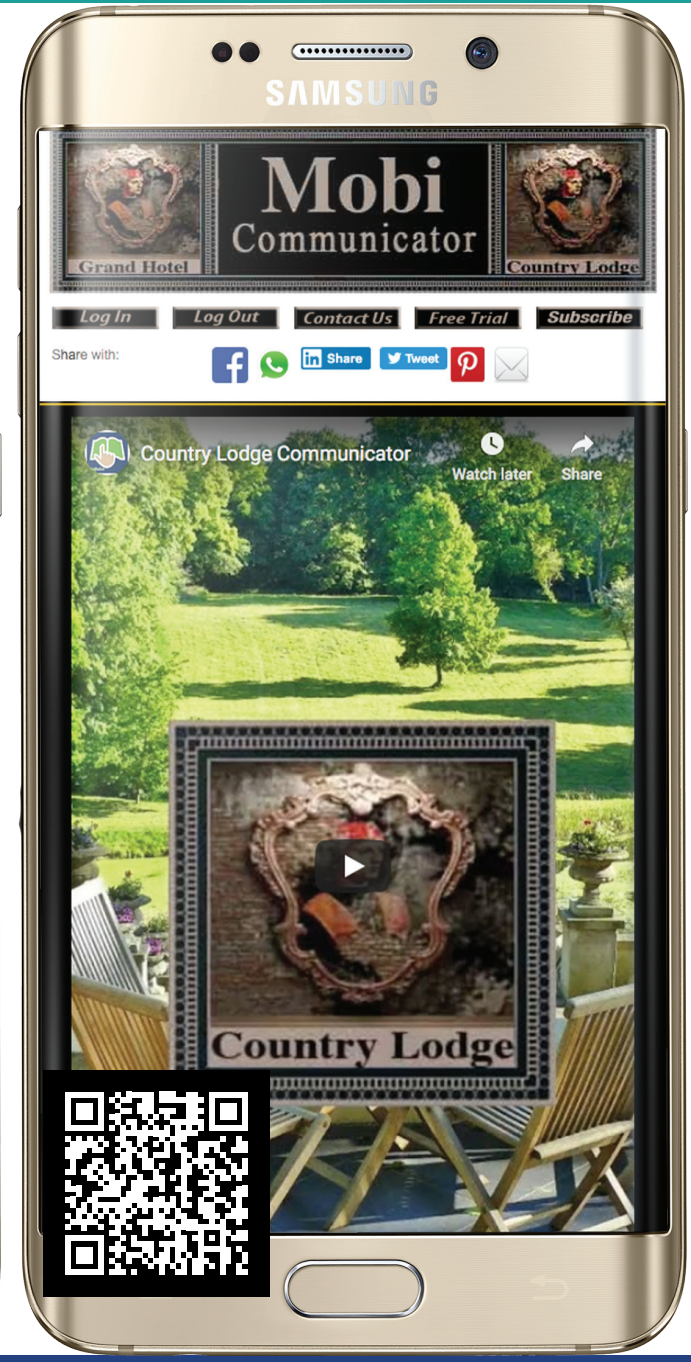 SAMSUNG
Mobi
Communicator
Grand Hotel
Country Lodge
Log In
Log Out
Contact Us
Free Trial
Subscribe
Share with:
in Share
Tweet
Country Lodge Communicator
Watch later
Share
Country Lodge